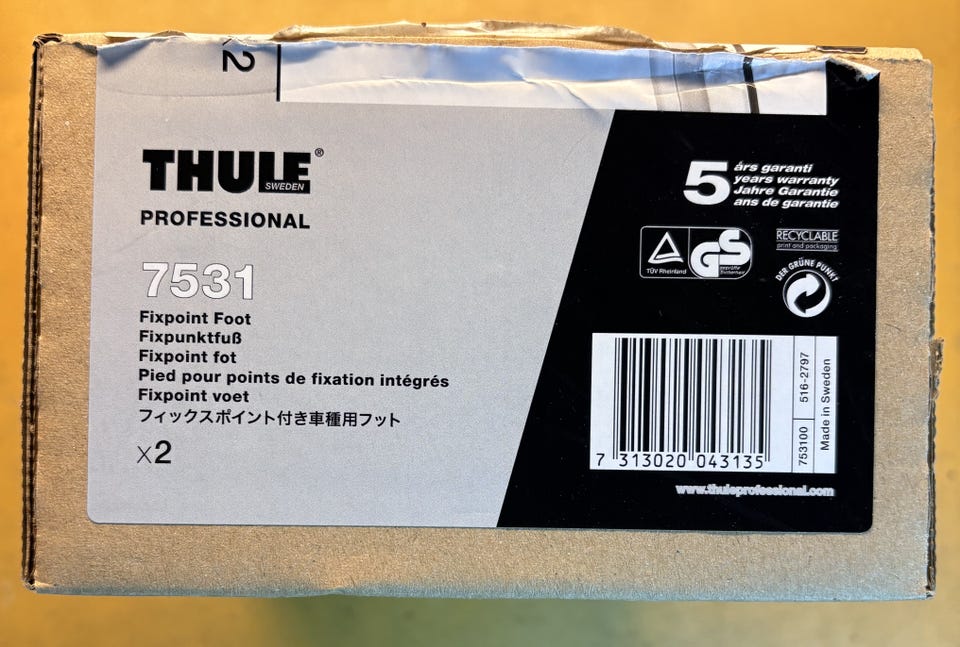 x2
THULE®
SWEDEN
PROFESSIONAL
7531
Fixpoint Foot
Fixpunktfuß
Fixpoint fot
Pied pour points de fixation intégrés
Fixpoint voet
フィックスポイント付き車種用フット
x2
5
års garanti
years warranty
Jahre Garantie
ans de garantie
TÜV Rheinland
GS
geprüfte
Sicherheit
RECYCLABLE
print and packaging
DER GRÜNE PUNKT
7 313020 043135
753100 516-2797
Made in Sweden
www.thuleprofessional.com